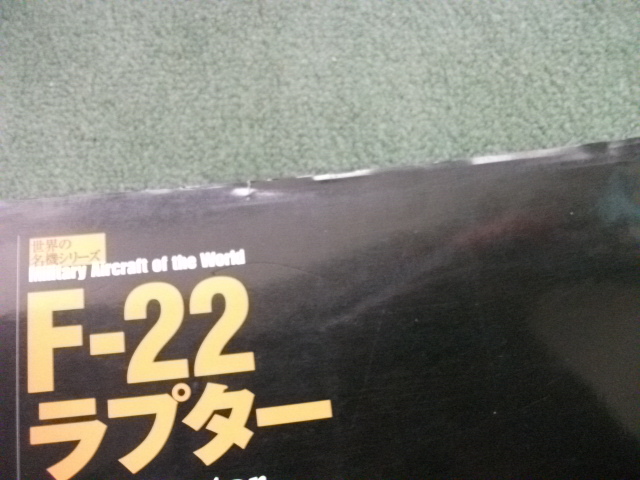 世界の
名機シリーズ
Military Aircraft of the World
F-22
ラプター